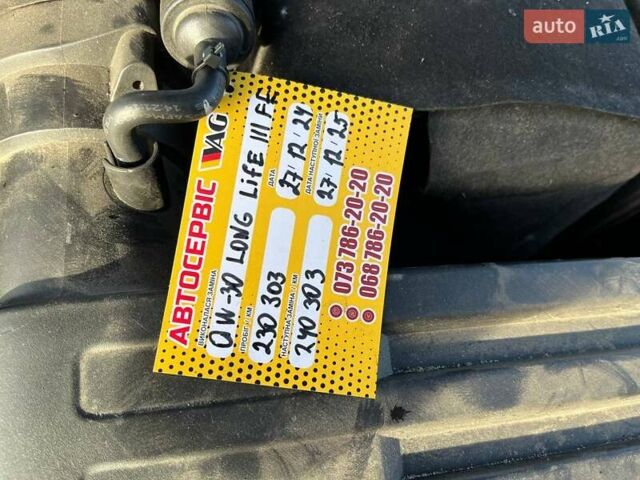 auto RIA.com
АВТОСЕРВІС VAG
ВИКОНАЛАСЯ ЗАМІНА
0W-30 LONG LIFE III FE
ПРОБІГ / КМ
230 303
ДАТА
27.12.24
НАСТУПНА ЗАМІНА / КМ
240 303
ДАТА НАСТУПНОЇ ЗАМІНИ
27.12.25
073 786-20-20
068 786-20-20